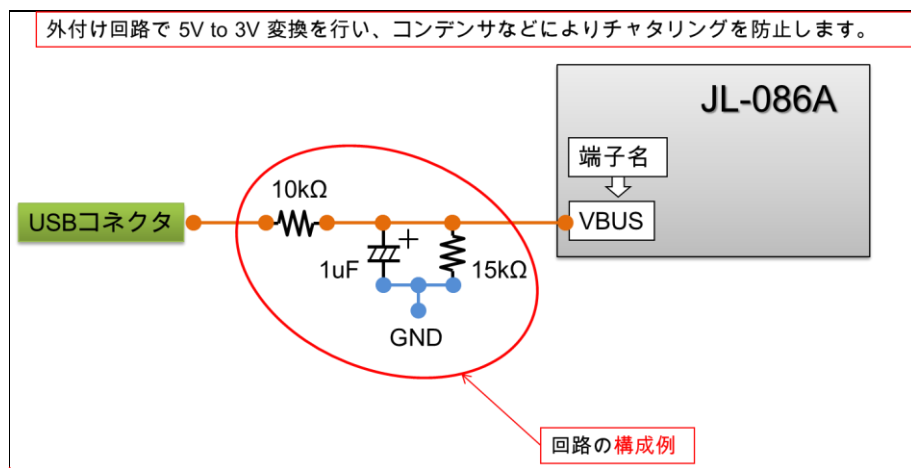 外付け回路で 5V to 3V 変換を行い、コンデンサなどによりチャタリングを防止します。
JL-086A
端子名
10kΩ
USBコネクタ
VBUS
+
1uF
15kΩ
GND
回路の構成例